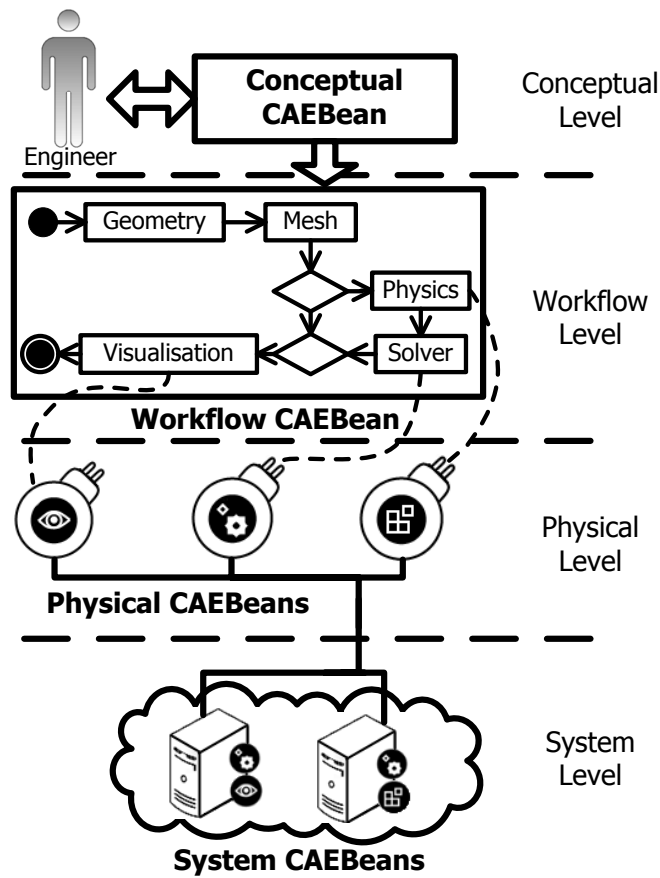 Conceptual
CAEBean
Engineer
Conceptual
Level
Geometry
Mesh
Physics
Visualisation
Solver
Workflow CAEBean
Workflow
Level
Physical CAEBeans
Physical
Level
System CAEBeans
System
Level